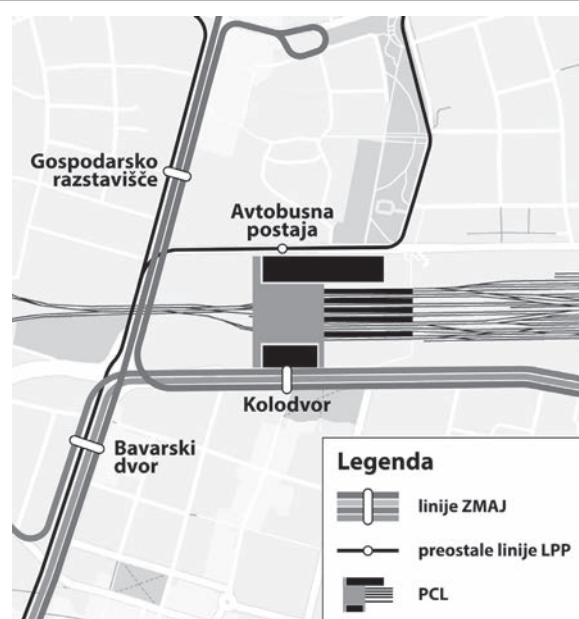 Gospodarsko
razstavišče
Avtobusna
postaja
Kolodvor
Bavarski
dvor
Legenda
linije ZMAJ
preostale linije LPP
PCL